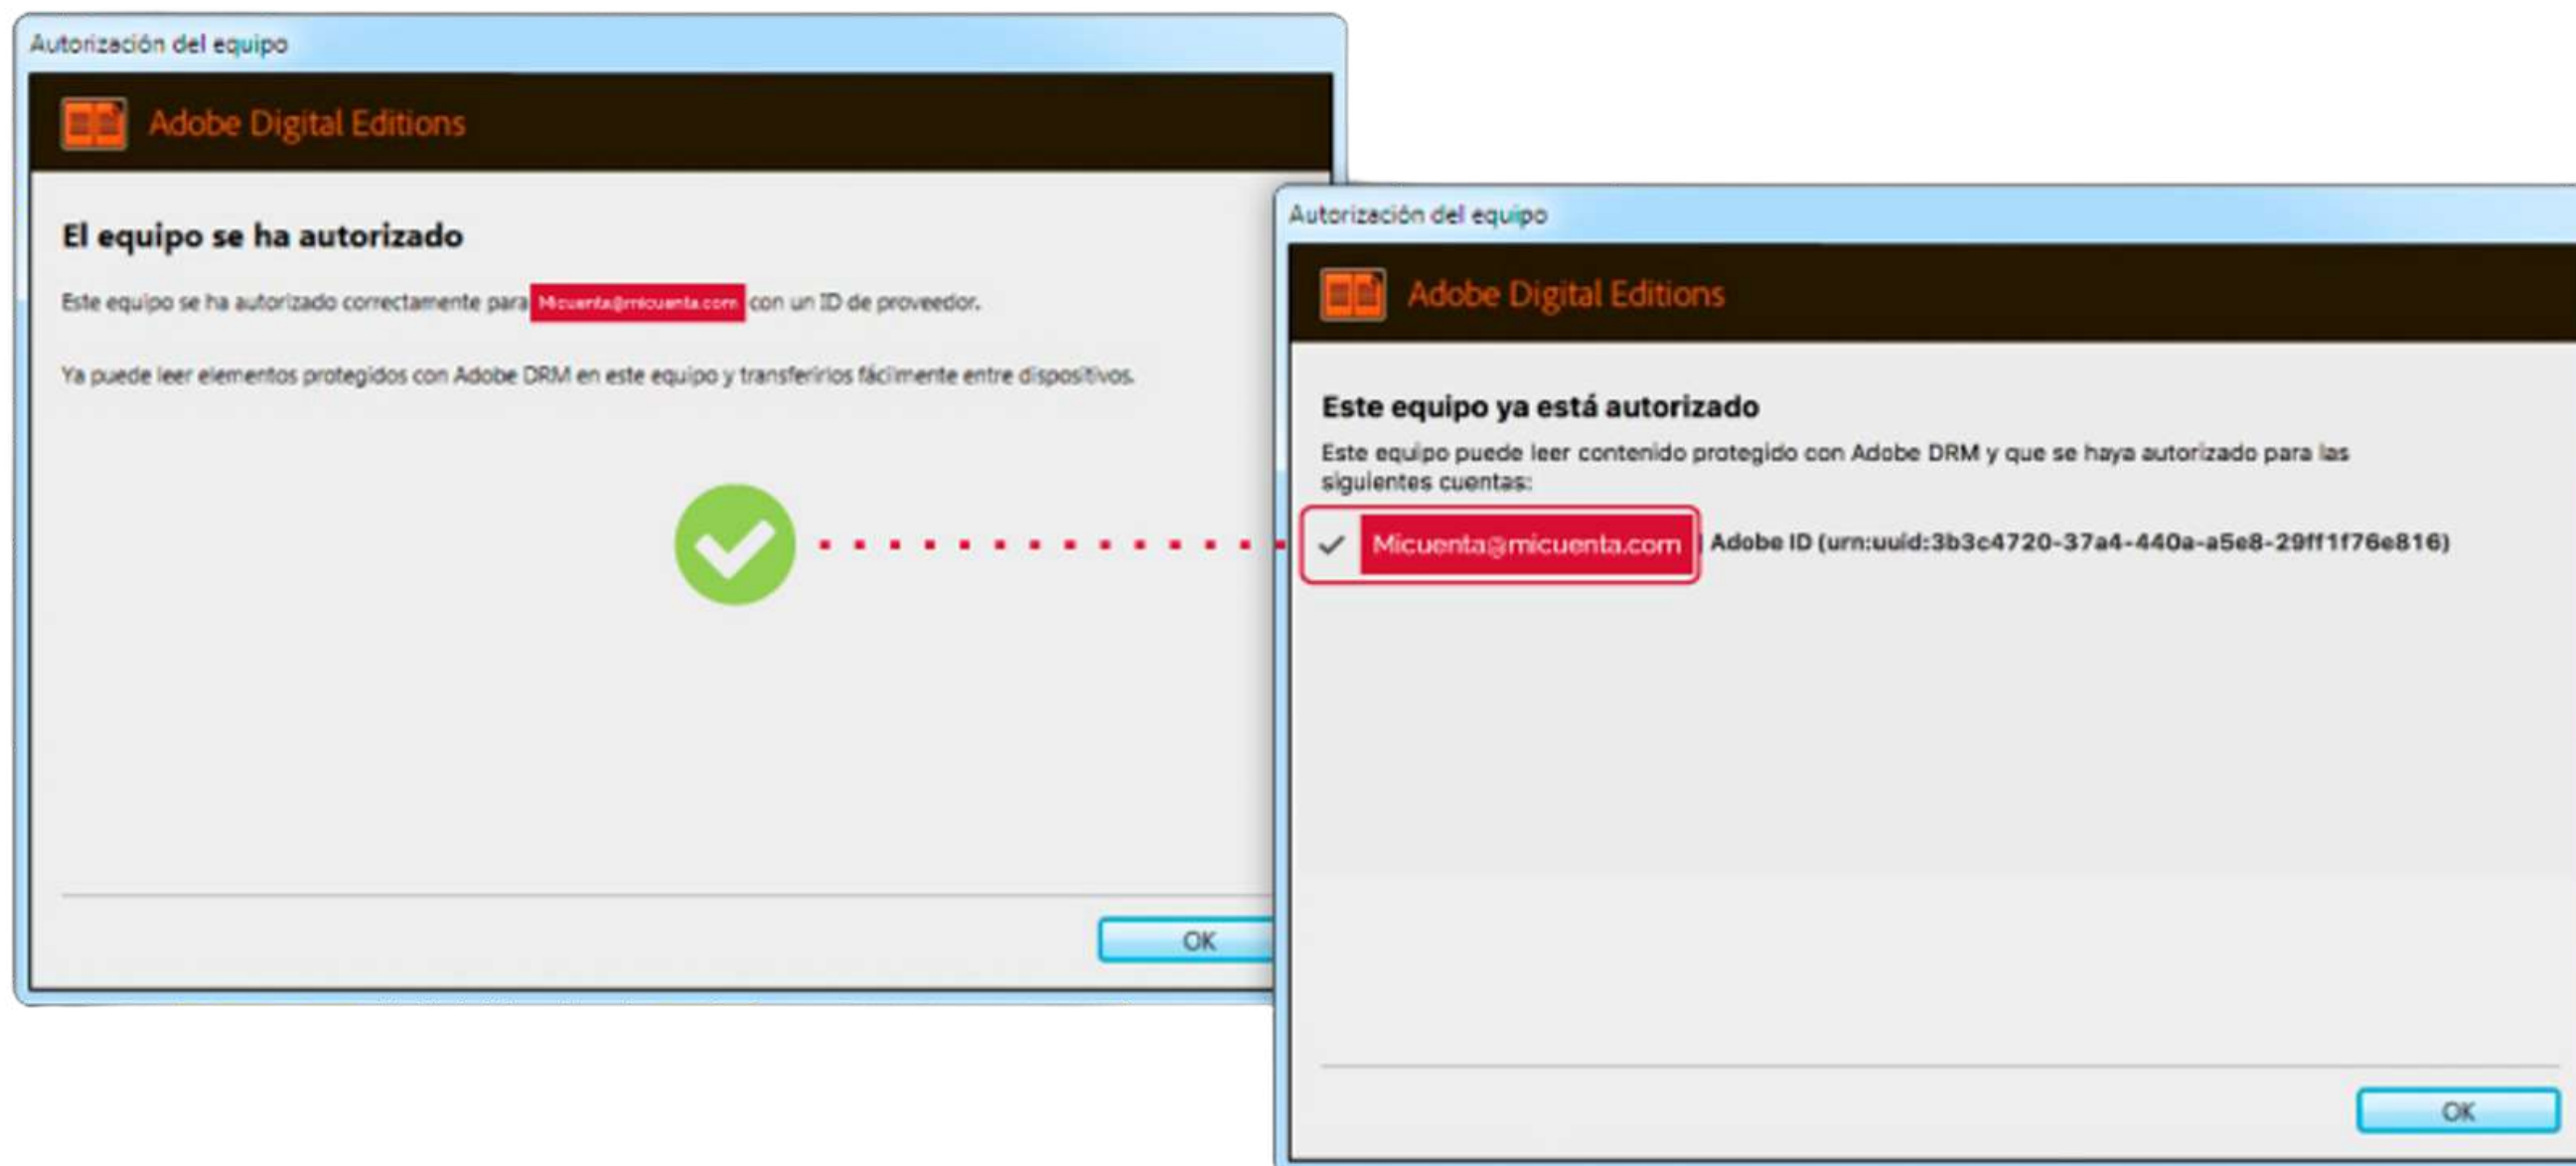 Autorización del equipo
Adobe Digital Editions
El equipo se ha autorizado
Este equipo se ha autorizado correctamente para Micuenta@micuenta.com con un ID de proveedor.
Ya puede leer elementos protegidos con Adobe DRM en este equipo y transferirlos fácilmente entre dispositivos.
OK
Autorización del equipo
Adobe Digital Editions
Este equipo ya está autorizado
Este equipo puede leer contenido protegido con Adobe DRM y que se haya autorizado para las
siguientes cuentas:
Micuenta@micuenta.com Adobe ID (urn:uuid:3b3c4720-37a4-440a-a5e8-29ff1f76e816)
OK